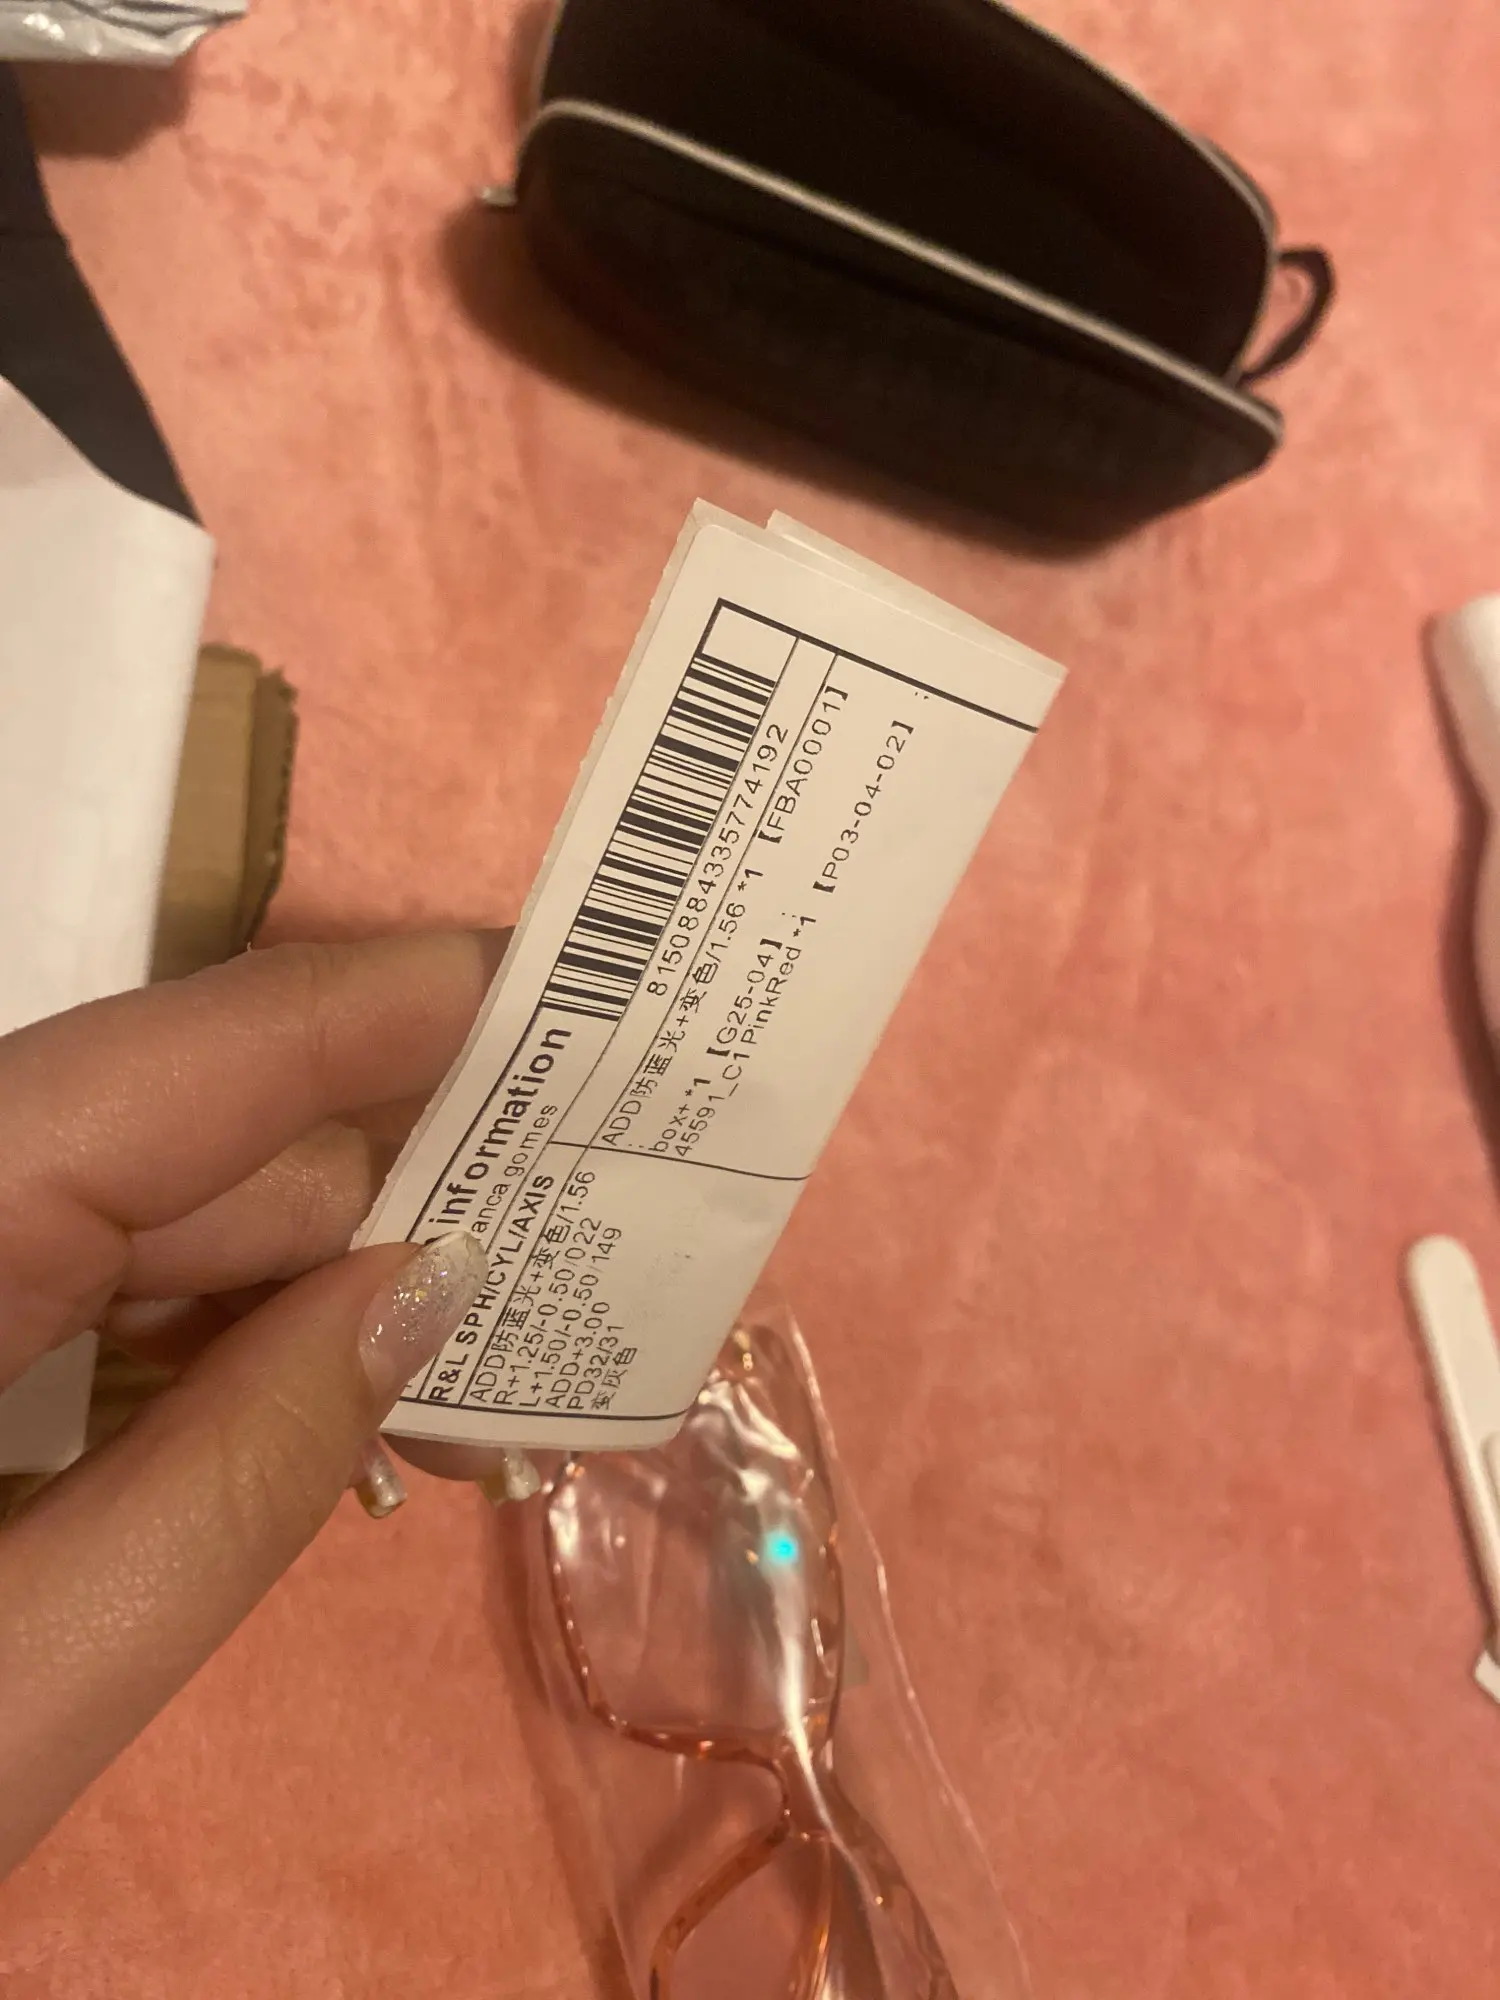 information
anca gomes
8150884335774192
R&L SPH/CYL/AXIS
ADD防蓝光+变色/1.56
R+1.25/-0.50/022
L+1.50/-0.50/149
ADD+3.00
PD32/31
变灰色
ADD防蓝光+变色/1.56 *1 【FBA0001】
;
box+ *1 【G25-04】
45591_C1 PinkRed *1 【P03-04-02】